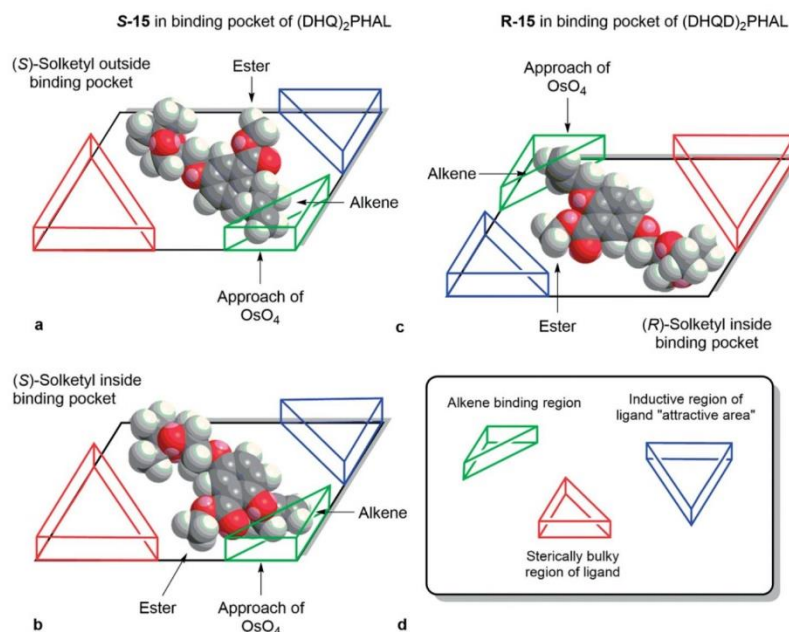 S-15 in binding pocket of (DHQ)2PHAL
(S)-Solketyl outside
binding pocket
Ester
Alkene
Approach of
OsO4
a
(S)-Solketyl inside
binding pocket
Alkene
Ester
Approach of
OsO4
b
R-15 in binding pocket of (DHQD)2PHAL
Approach of
OsO4
Alkene
Ester
(R)-Solketyl inside
binding pocket
c
Alkene binding region
Inductive region of
ligand "attractive area"
Sterically bulky
region of ligand
d